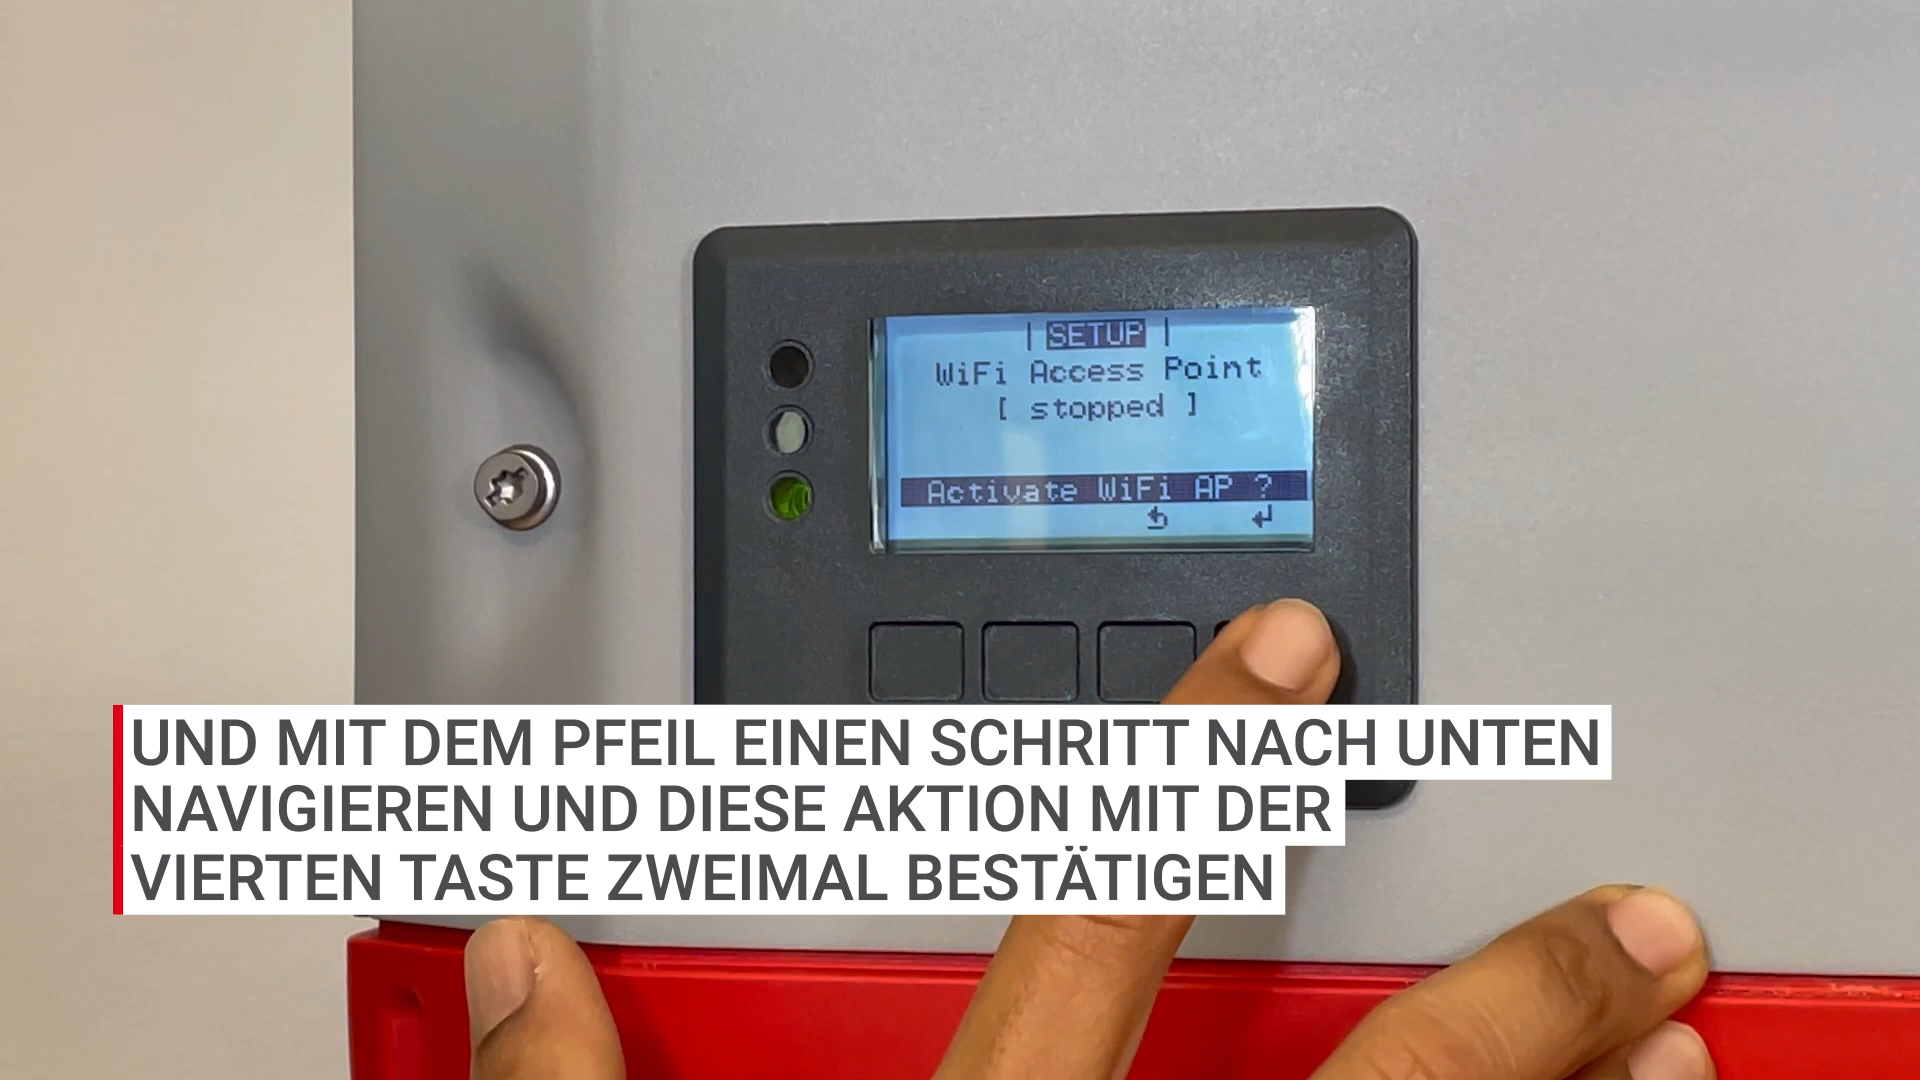 | SETUP |
WiFi Access Point
[ stopped ]
Activate WiFi AP ?
UND MIT DEM PFEIL EINEN SCHRITT NACH UNTEN
NAVIGIEREN UND DIESE AKTION MIT DER
VIERTEN TASTE ZWEIMAL BESTÄTIGEN